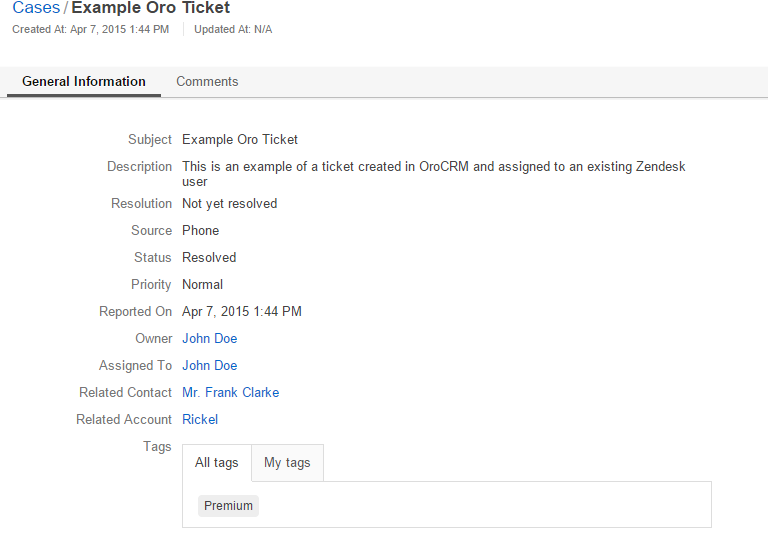 Cases / Example Oro Ticket
Created At: Apr 7, 2015 1:44 PM Updated At: N/A
General Information Comments
Subject Example Oro Ticket
Description This is an example of a ticket created in OroCRM and assigned to an existing Zendesk
user
Resolution Not yet resolved
Source Phone
Status Resolved
Priority Normal
Reported On Apr 7, 2015 1:44 PM
Owner John Doe
Assigned To John Doe
Related Contact Mr. Frank Clarke
Related Account Rickel
Tags
All tags My tags
Premium